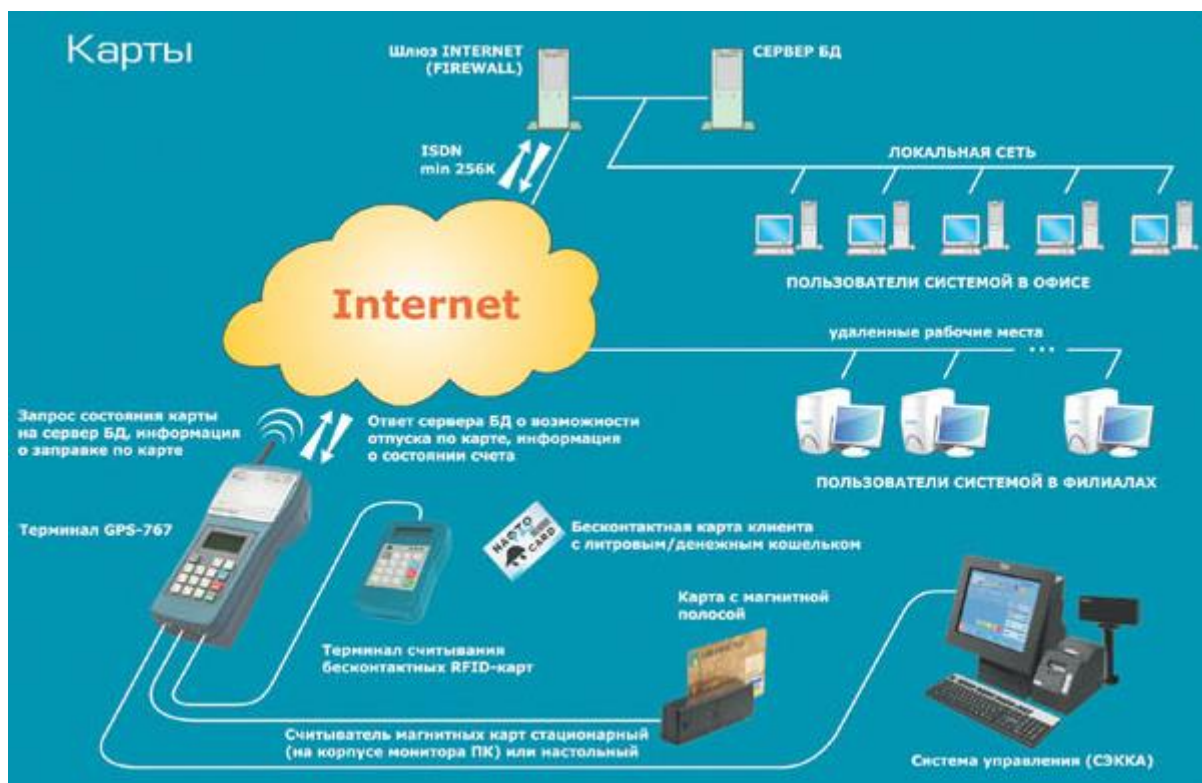 Карты
Шлюз INTERNET
(FIREWALL)
СЕРВЕР БД
ISDN
min 256K
ЛОКАЛЬНАЯ СЕТЬ
ПОЛЬЗОВАТЕЛИ СИСТЕМОЙ В ОФИСЕ
Internet
удаленные рабочие места
...
Запрос состояния карты
на сервер БД, информация
о заправке по карте
Ответ сервера БД о возможности
отпуска по карте, информация
о состоянии счета
ПОЛЬЗОВАТЕЛИ СИСТЕМОЙ В ФИЛИАЛАХ
Терминал GPS-767
НАФТО
CARD
Бесконтактная карта клиента
с литровым/денежным кошельком
Карта с магнитной
полосой
Терминал считывания
бесконтактных RFID-карт
Считыватель магнитных карт стационарный
(на корпусе монитора ПК) или настольный
Система управления (СЭККА)